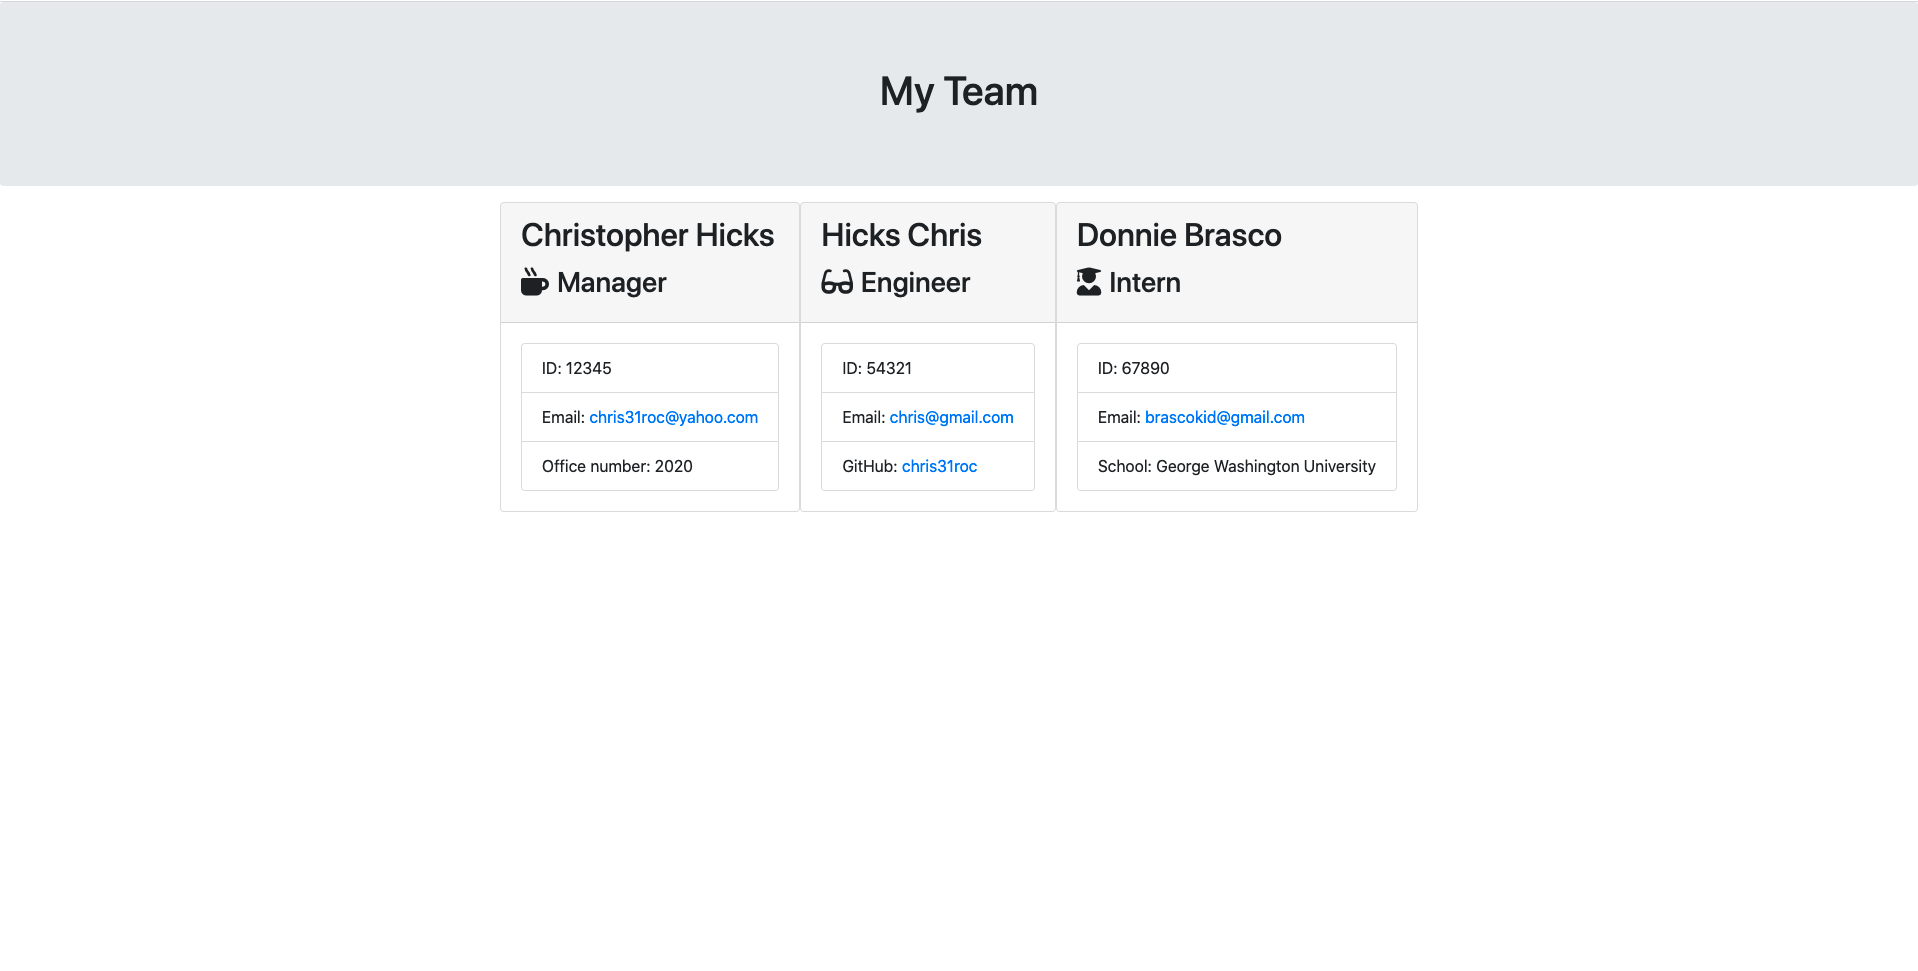 My Team
Christopher Hicks
Manager
ID: 12345
Email: chris31roc@yahoo.com
Office number: 2020
Hicks Chris
Engineer
ID: 54321
Email: chris@gmail.com
GitHub: chris31roc
Donnie Brasco
Intern
ID: 67890
Email: brascokid@gmail.com
School: George Washington University